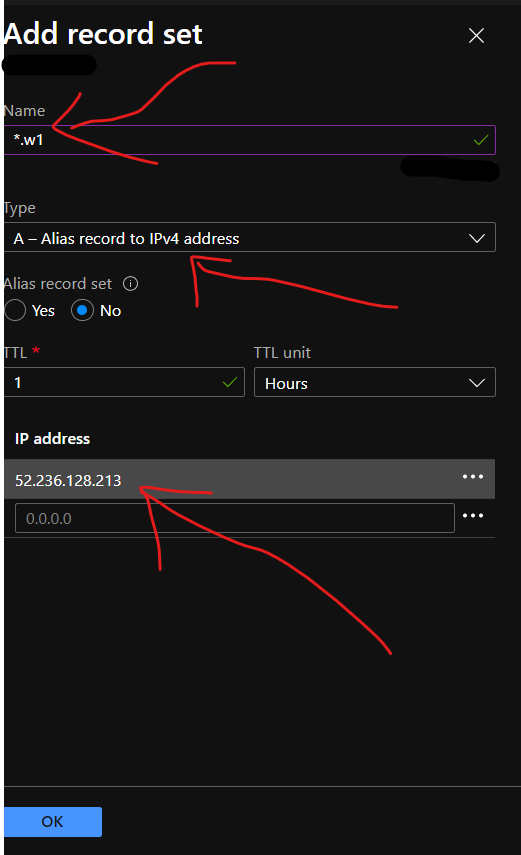 Add record set
Name
*.w1
Type
A – Alias record to IPv4 address
Alias record set
Yes No
TTL * TTL unit
1 Hours
IP address
52.236.128.213
0.0.0.0
OK